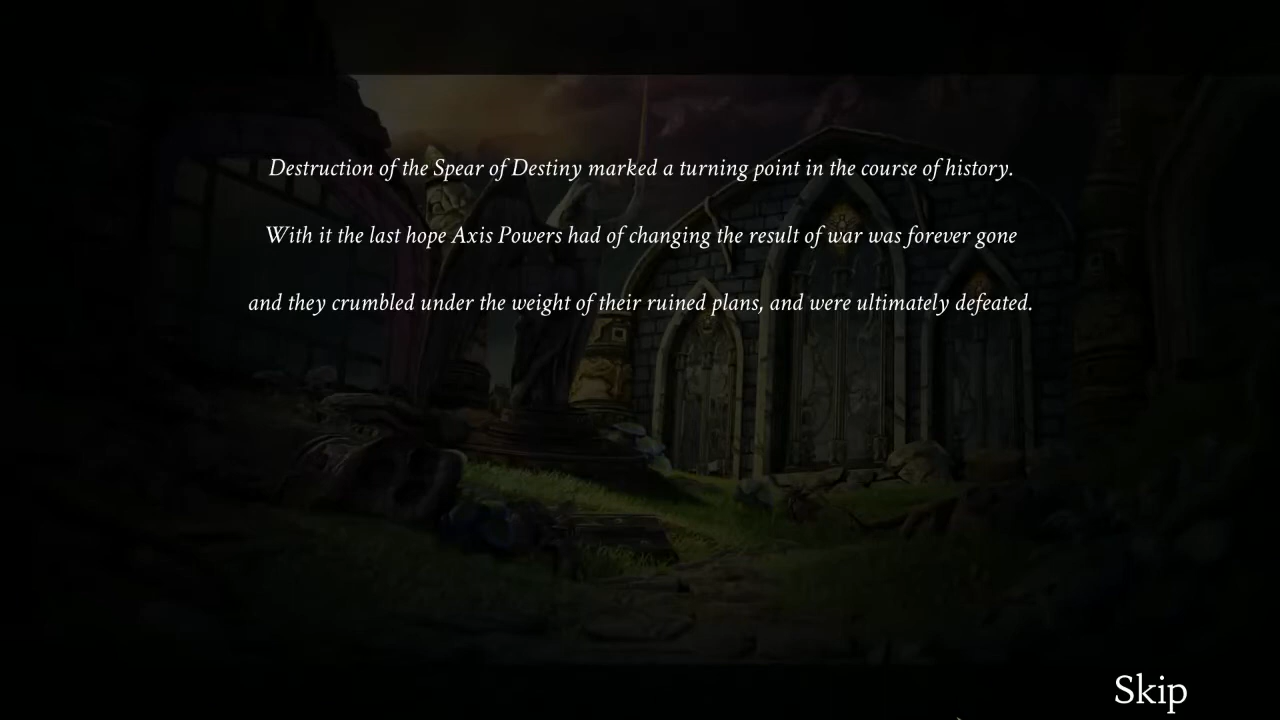 Destruction of the Spear of Destiny marked a turning point in the course of history.
With it the last hope Axis Powers had of changing the result of war was forever gone
and they crumbled under the weight of their ruined plans, and were ultimately defeated.
Skip